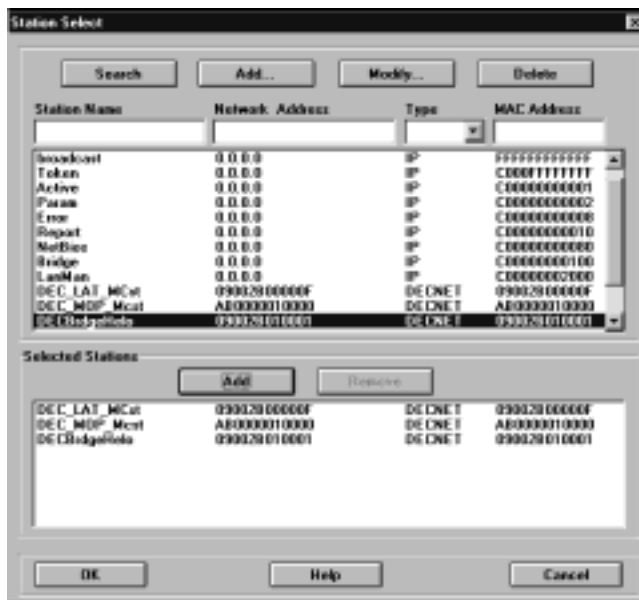 Station Select
Search Add... Modify... Delete
Station Name Network Address Type MAC Address
broadcast 0.0.0.0 IP FFFFFFFFFFFF
Token 0.0.0.0 IP C000FFFFFFFF
Active 0.0.0.0 IP C00000000001
Param 0.0.0.0 IP C00000000002
Error 0.0.0.0 IP C00000000008
Report 0.0.0.0 IP C00000000010
NetBios 0.0.0.0 IP C00000000080
Bridge 0.0.0.0 IP C00000000100
LanMan 0.0.0.0 IP C00000002000
DEC_LAT_MCst 09002B00000F DECNET 09002B00000F
DEC_MOP_Mcst AB0000010000 DECNET AB0000010000
DECBridgeHelo 09002B010001 DECNET 09002B010001
Selected Stations
Add Remove
DEC_LAT_MCst 09002B00000F DECNET 09002B00000F
DEC_MOP_Mcst AB0000010000 DECNET AB0000010000
DECBridgeHelo 09002B010001 DECNET 09002B010001
OK Help Cancel